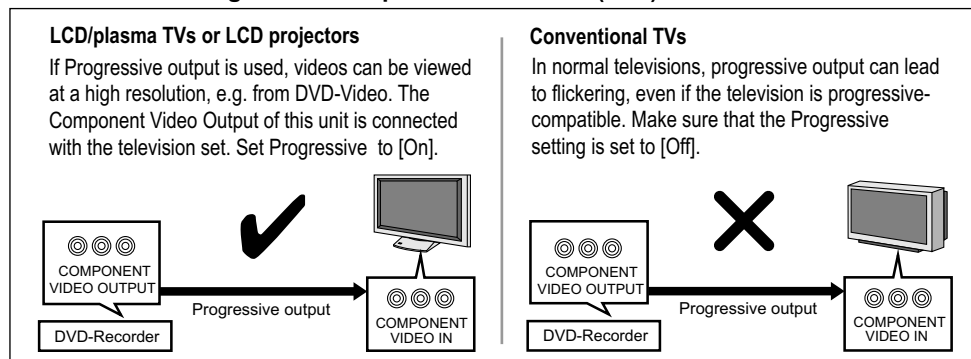 LCD/plasma TVs or LCD projectors
If Progressive output is used, videos can be viewed
at a high resolution, e.g. from DVD-Video. The
Component Video Output of this unit is connected
with the television set. Set Progressive to [On].
COMPONENT
VIDEO OUTPUT
DVD-Recorder
Progressive output
COMPONENT
VIDEO IN
Conventional TVs
In normal televisions, progressive output can lead
to flickering, even if the television is progressive-
compatible. Make sure that the Progressive
setting is set to [Off].
COMPONENT
VIDEO OUTPUT
DVD-Recorder
Progressive output
COMPONENT
VIDEO IN